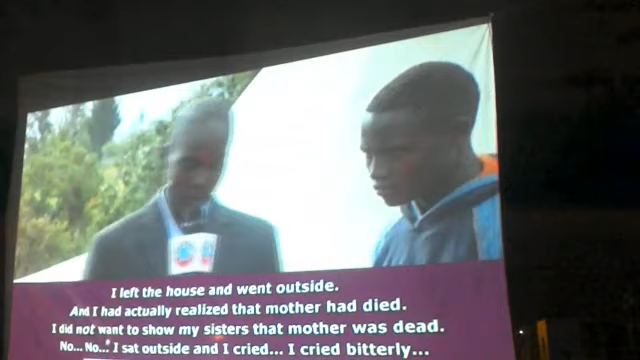 I left the house and went outside.
And I had actually realized that mother had died.
I did not want to show my sisters that mother was dead.
No... No..." I sat outside and I cried... I cried bitterly...